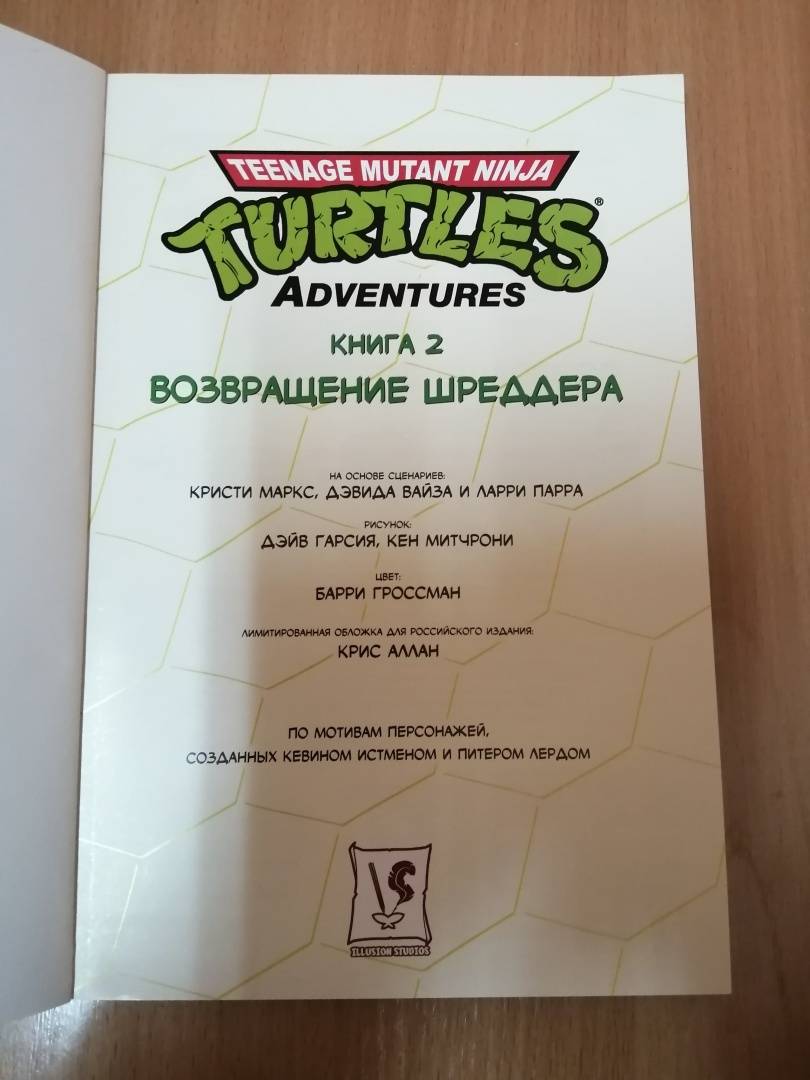 TEENAGE MUTANT NINJA
TURTLES®
ADVENTURES
КНИГА 2
ВОЗВРАЩЕНИЕ ШРЕДДЕРА
НА ОСНОВЕ СЦЕНАРИЕВ:
КРИСТИ МАРКС, ДЭВИДА ВАЙЗА И ЛАРРИ ПАРРА
РИСУНОК:
ДЭЙВ ГАРСИЯ, КЕН МИТЧРОНИ
ЦВЕТ:
БАРРИ ГРОССМАН
ЛИМИТИРОВАННАЯ ОБЛОЖКА ДЛЯ РОССИЙСКОГО ИЗДАНИЯ:
КРИС АЛЛАН
ПО МОТИВАМ ПЕРСОНАЖЕЙ,
СОЗДАННЫХ КЕВИНОМ ИСТМЕНОМ И ПИТЕРОМ ЛЕРДОМ
ILLUSION STUDIOS